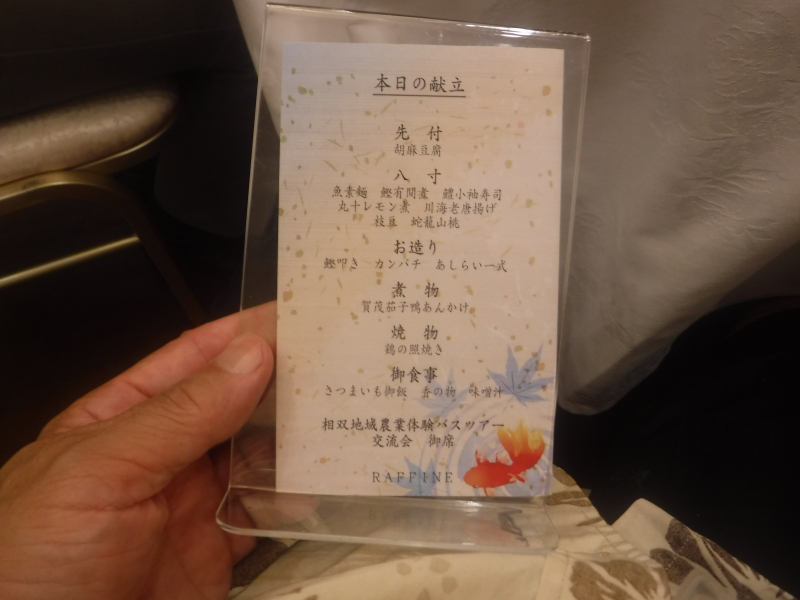 本日の献立
先 付
胡麻豆腐
八 寸
魚素麺 鰹有馬煮 鱧小袖寿司
丸十レモン煮 川海老唐揚げ
枝豆 蛇籠山桃
お造り
鰹叩き カンパチ あしらい一式
煮 物
賀茂茄子鴨あんかけ
焼 物
鶏の照焼き
御食事
さつまいも御飯 香の物 味噌汁
相双地域農業体験バスツアー
交流会 御席
RAFFINE